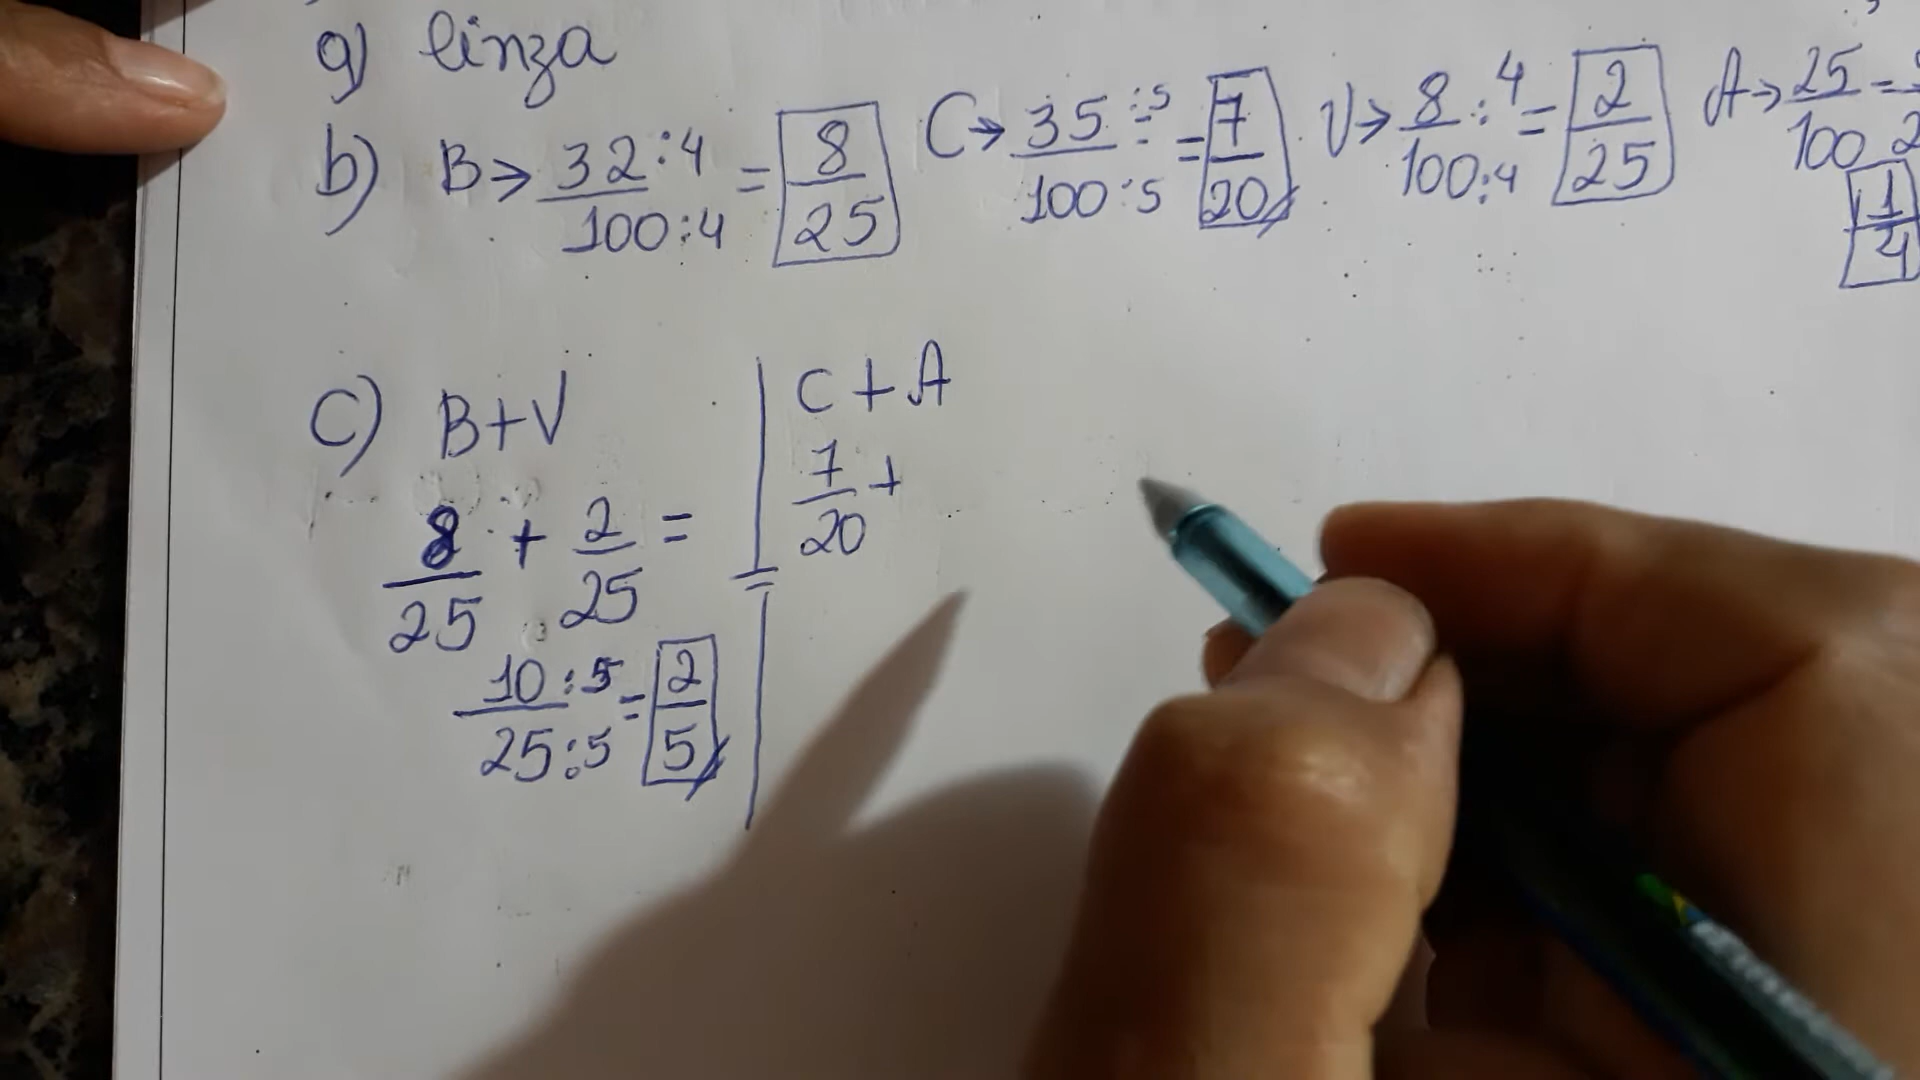 a) linza
b) B→ 32:4/100:4 = 8/25 C→ 35:5/100:5 = 7/20 V→ 8:4/100:4 = 2/25 A→ 25/100 =
1/4
c) B+V
8/25 + 2/25 =
10:5/25:5 = 2/5
C+A
7/20 +